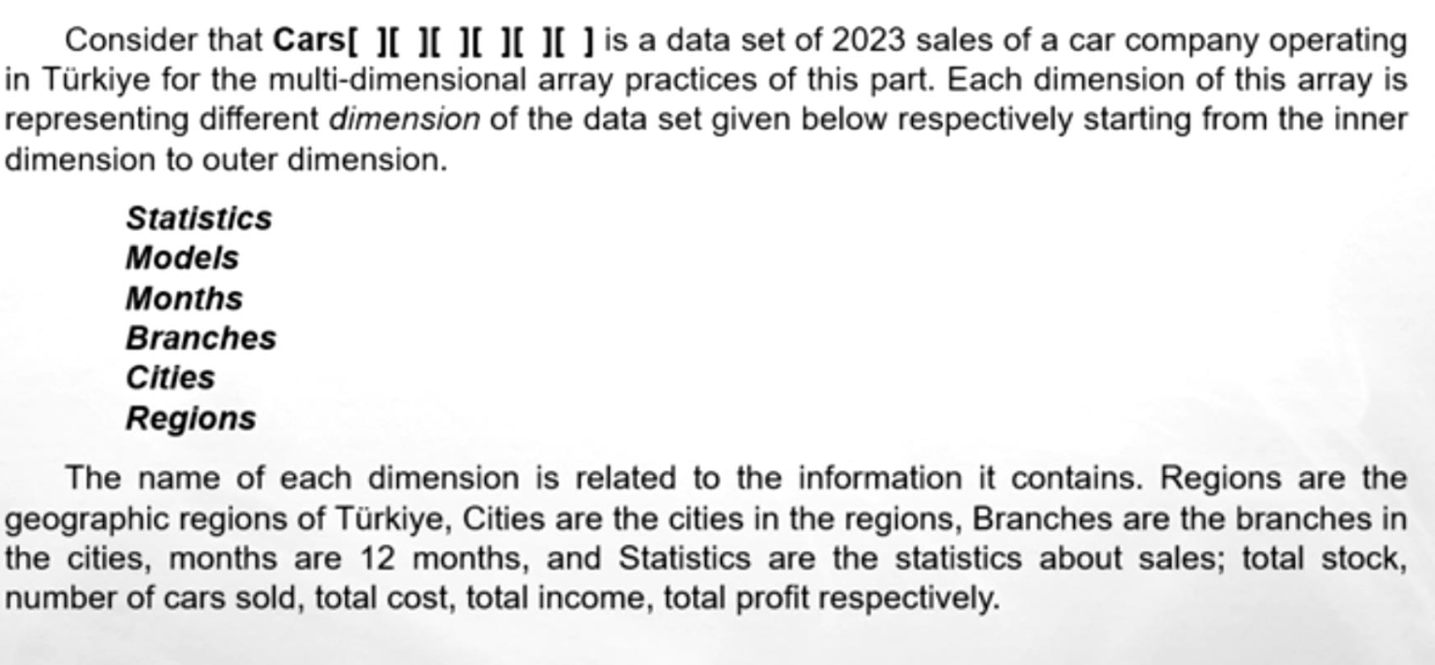 Consider that Cars[ ][ ][ ][ ][ ][ ] is a data set of 2023 sales of a car company operating
in Türkiye for the multi-dimensional array practices of this part. Each dimension of this array is
representing different dimension of the data set given below respectively starting from the inner
dimension to outer dimension.
Statistics
Models
Months
Branches
Cities
Regions
The name of each dimension is related to the information it contains. Regions are the
geographic regions of Türkiye, Cities are the cities in the regions, Branches are the branches in
the cities, months are 12 months, and Statistics are the statistics about sales; total stock,
number of cars sold, total cost, total income, total profit respectively.